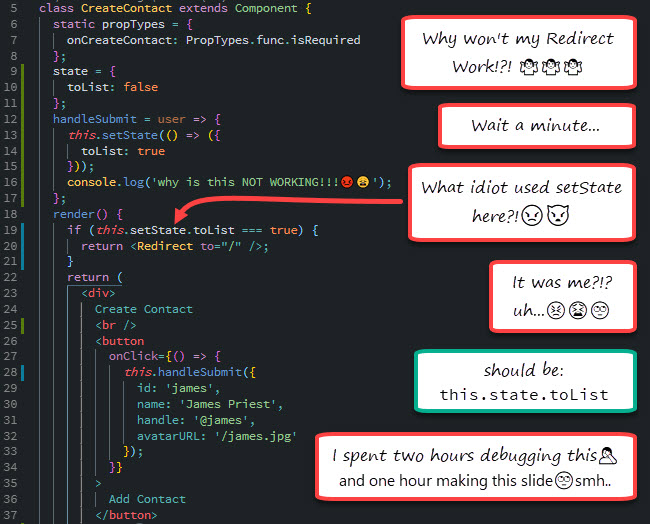 5 class CreateContact extends Component {
6 static propTypes = {
7 onCreateContact: PropTypes.func.isRequired
8 };
9 state = {
10 toList: false
11 };
12 handleSubmit = user => {
13 this.setState(() => ({
14 toList: true
15 }));
16 console.log('why is this NOT WORKING!!!😡😩');
17 };
18 render() {
19 if (this.setState.toList === true) {
20 return <Redirect to="/" />;
21 }
22 return (
23 <div>
24 Create Contact
25 <br />
26 <button
27 onClick={() => {
28 this.handleSubmit({
29 id: 'james',
30 name: 'James Priest',
31 handle: '@james',
32 avatarURL: '/james.jpg'
33 });
34 }}
35 >
36 Add Contact
37 </button>
Why won't my Redirect
Work!?! 🤷🤷🤷
Wait a minute...
What idiot used setState
here?!😠👿
It was me?!?
uh...😣😫🙄
should be:
this.state.toList
I spent two hours debugging this🤦
and one hour making this slide🙄smh..